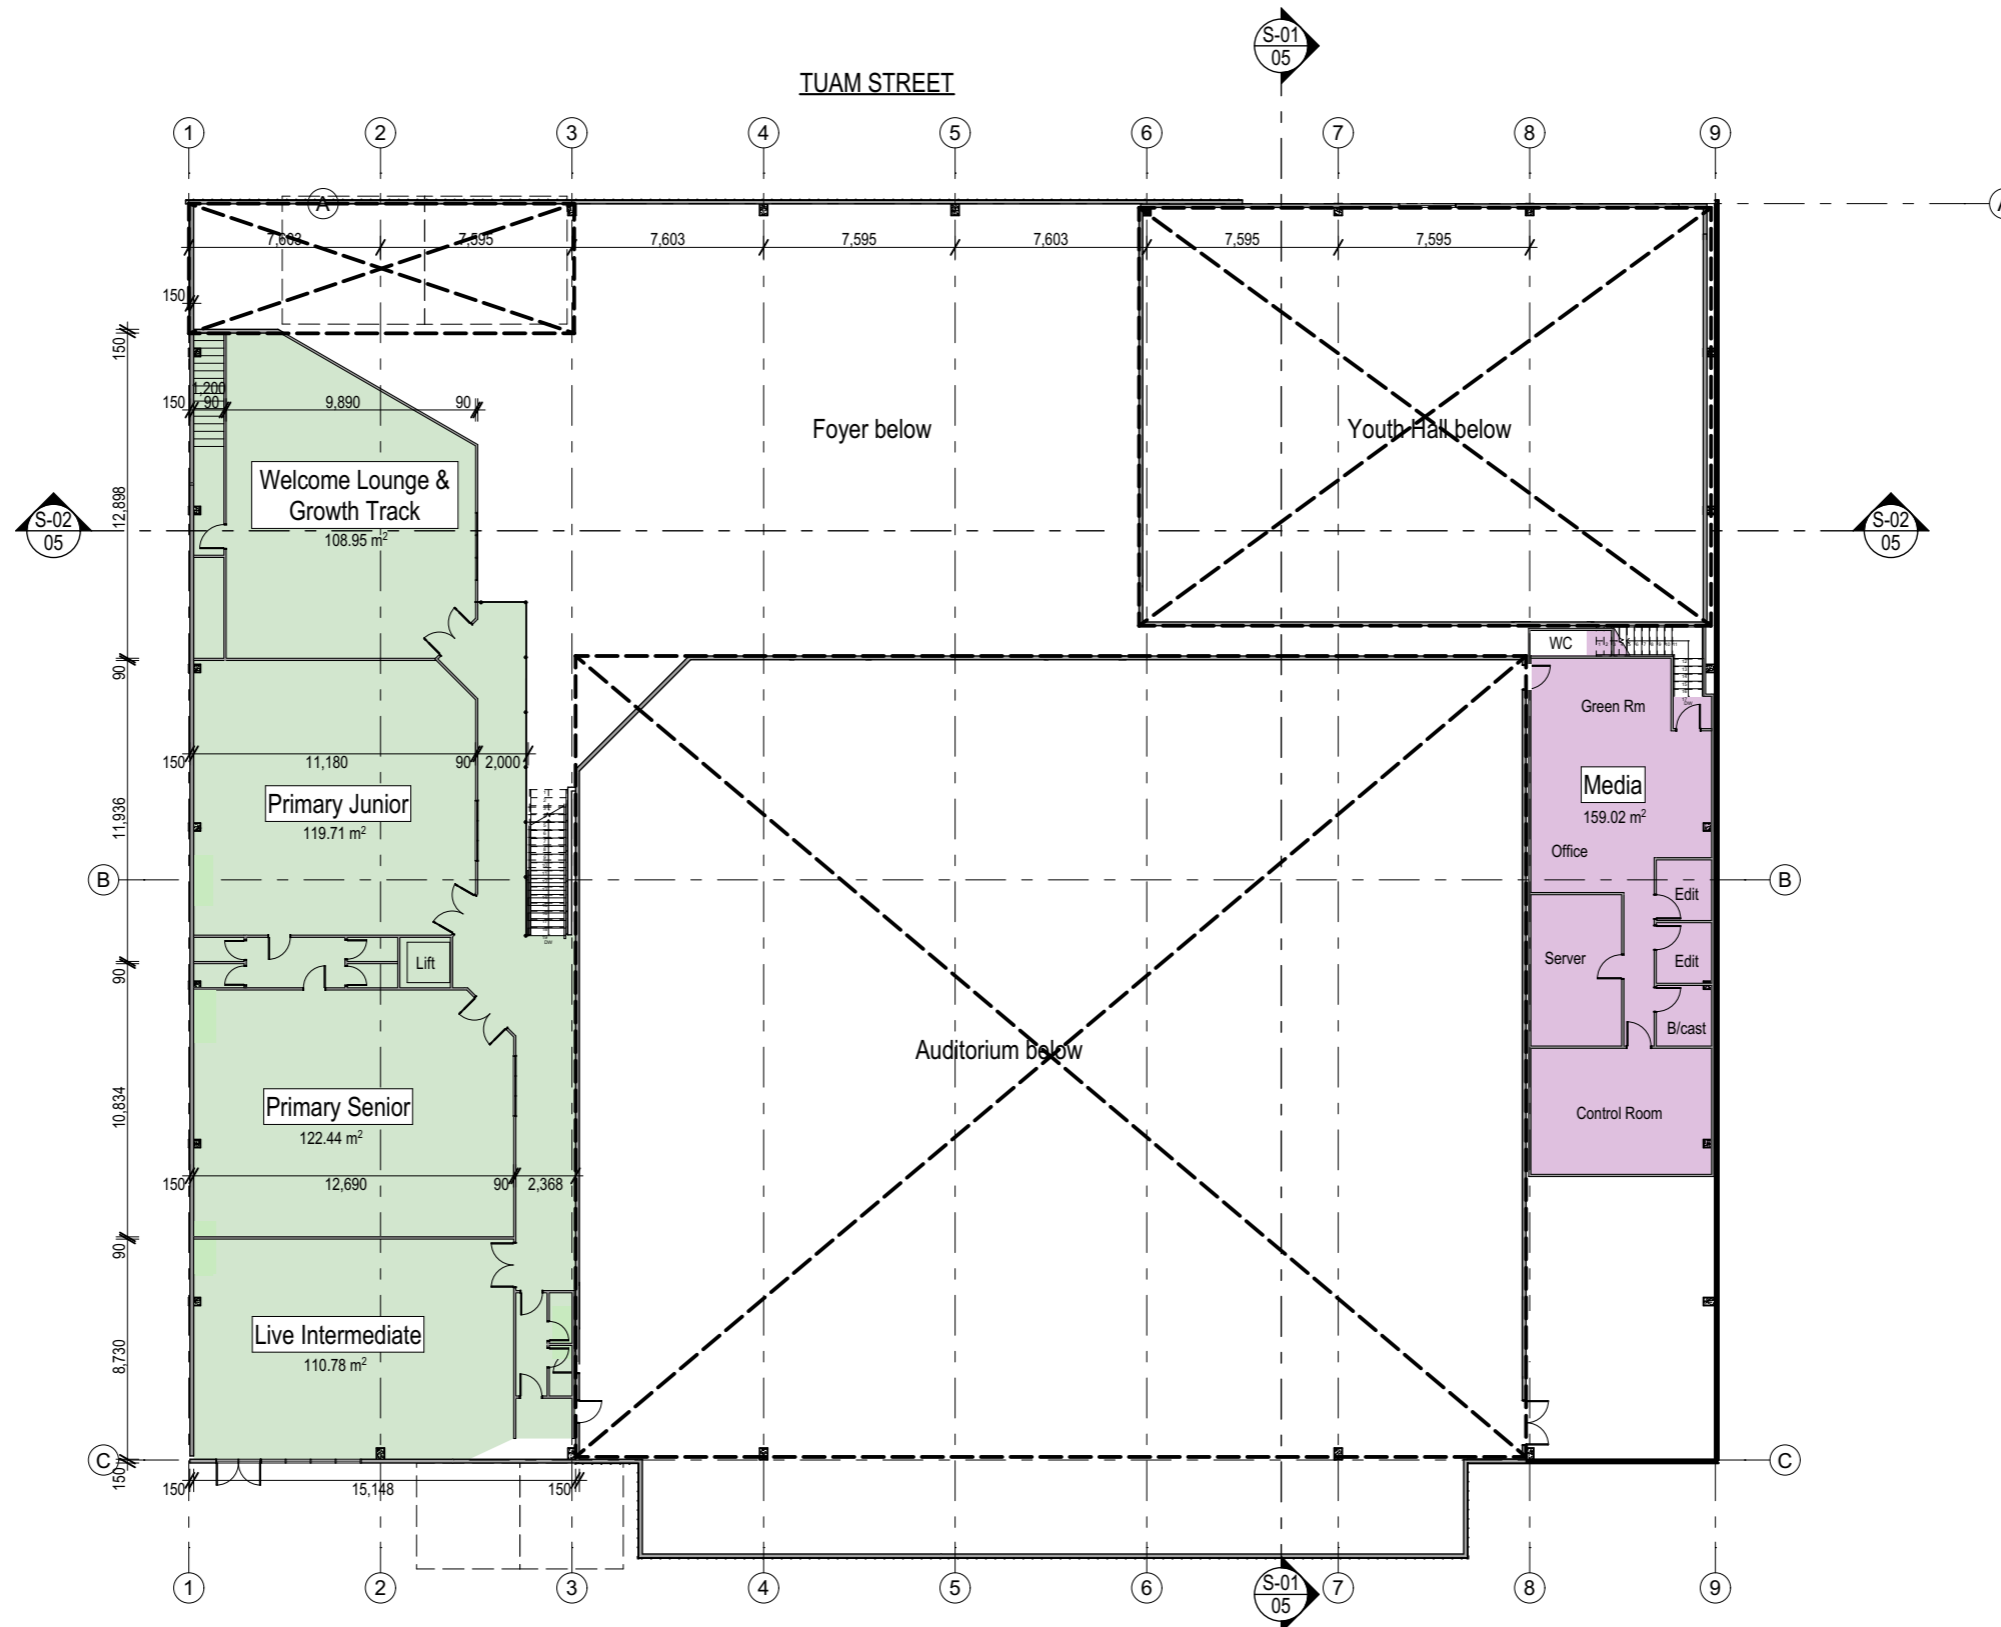 S-01
05
TUAM STREET
1
2
3
4
5
6
7
8
9
A
7,603
7,595
7,603
7,595
7,603
7,595
7,595
150
150
1,200
150
90
9,890
90
Foyer below
Youth Hall below
Welcome Lounge &
Growth Track
108.95 m²
12,898
S-02
05
S-02
05
WC
90
Green Rm
150
11,180
90
2,000
Primary Junior
119.71 m²
11,936
Media
159.02 m²
Office
B
B
Edit
Lift
Server
Edit
90
B/cast
Auditorium below
Primary Senior
122.44 m²
10,834
Control Room
150
12,690
90
2,368
90
Live Intermediate
110.78 m²
8,730
C
C
150
150
15,148
150
1
2
3
4
5
6
S-01
05
7
8
9